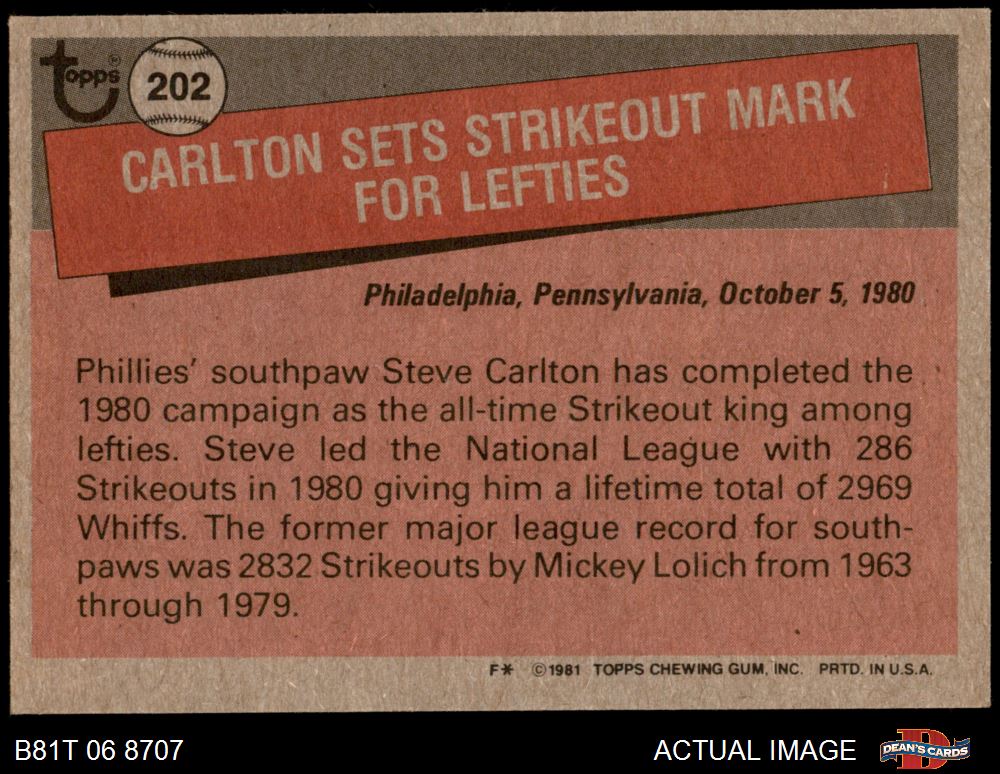 topps®
202
CARLTON SETS STRIKEOUT MARK
FOR LEFTIES
Philadelphia, Pennsylvania, October 5, 1980
Phillies' southpaw Steve Carlton has completed the
1980 campaign as the all-time Strikeout king among
lefties. Steve led the National League with 286
Strikeouts in 1980 giving him a lifetime total of 2969
Whiffs. The former major league record for south-
paws was 2832 Strikeouts by Mickey Lolich from 1963
through 1979.
F* ©1981 TOPPS CHEWING GUM, INC. PRTD. IN U.S.A.
B81T 06 8707
ACTUAL IMAGE
DEAN'S CARDS